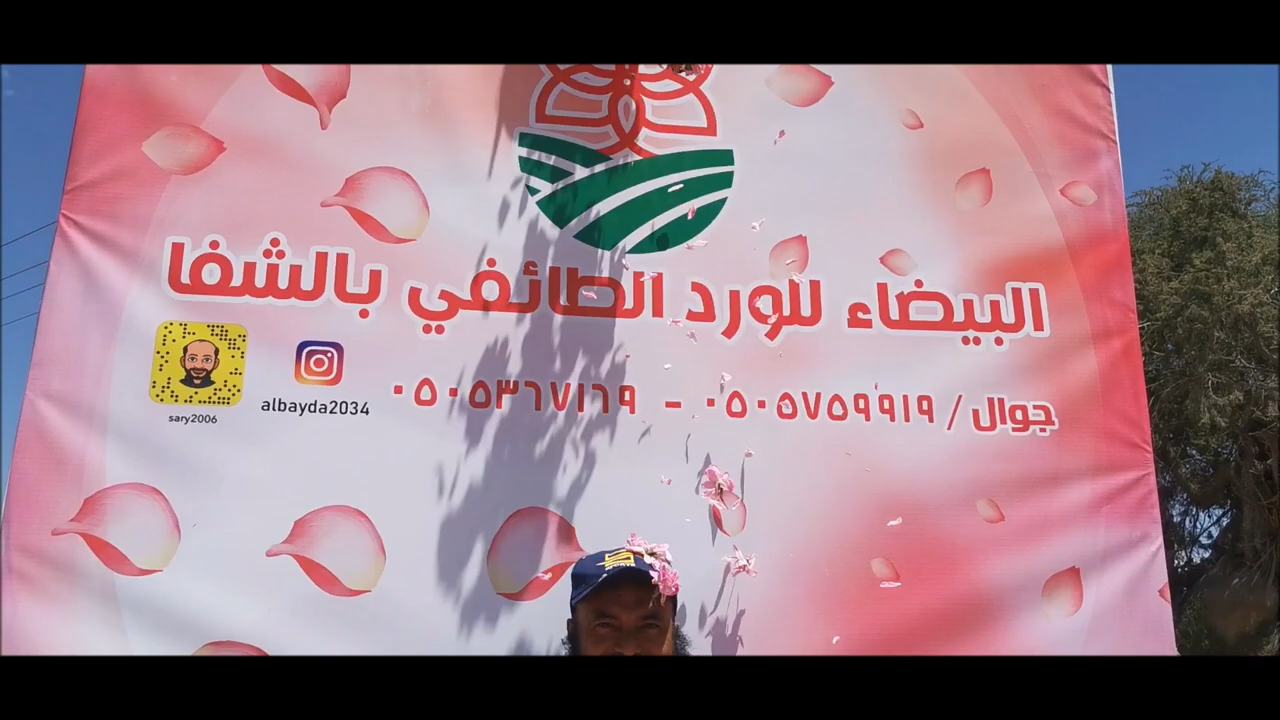 البيضاء للورد الطائفي بالشفا
جوال / ٠٥٠٥٧٥٩٩١٩ - ٠٥٠٥٣٦٧١٦٩
albayda2034
sary2006